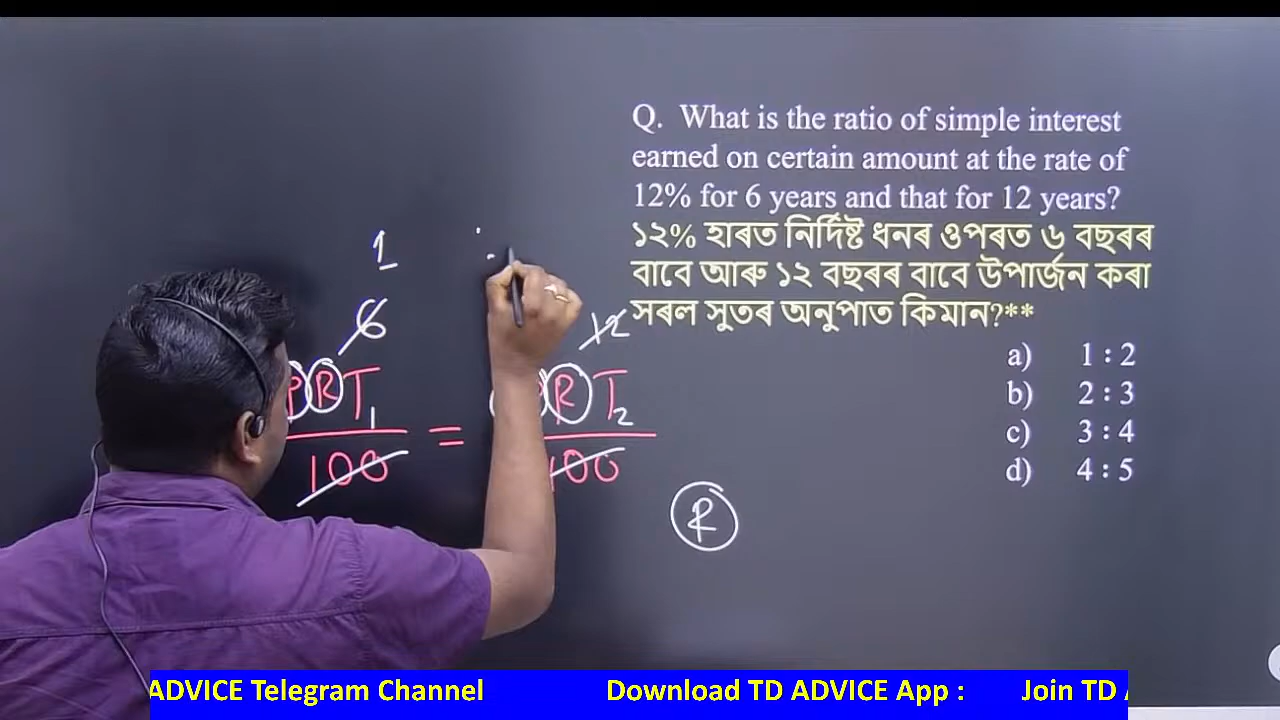 Q. What is the ratio of simple interest
earned on certain amount at the rate of
12% for 6 years and that for 12 years?
১২% হাৰত নিৰ্দিষ্ট ধনৰ ওপৰত ৬ বছৰৰ
বাবে আৰু ১২ বছৰৰ বাবে উপাৰ্জন কৰা
সৰল সুতৰ অনুপাত কিমান?**
a) 1 : 2
b) 2 : 3
c) 3 : 4
d) 4 : 5
1 :
6 12
P R T1 = R T2
100 100
R
ADVICE Telegram Channel Download TD ADVICE App : Join TD